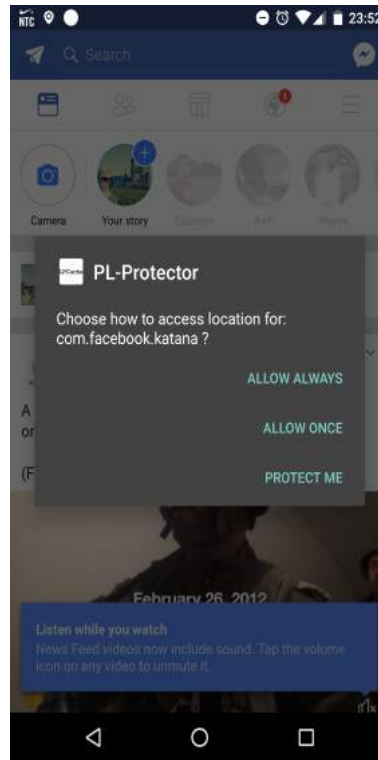 NTC
23:52
Search
Camera
Your story
PL-Protector
Choose how to access location for:
com.facebook.katana ?
ALLOW ALWAYS
ALLOW ONCE
PROTECT ME
A
or
(F
February 26, 2012
Listen while you watch
News Feed videos now include sound. Tap the volume
icon on any video to unmute it.